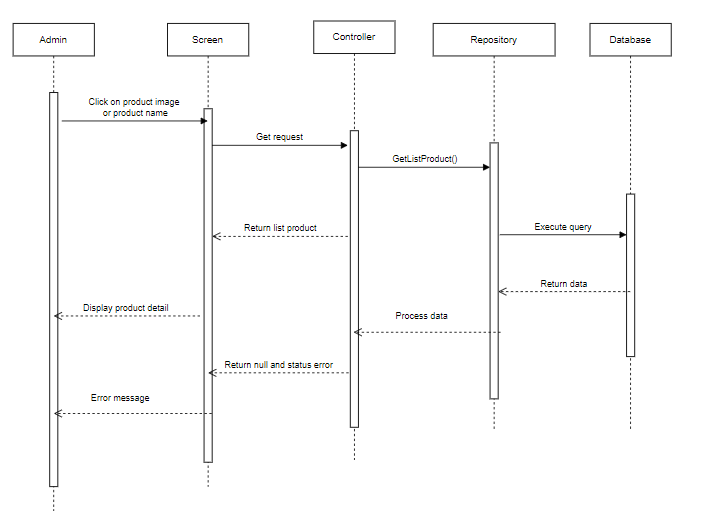 Admin
Screen
Controller
Repository
Database
Click on product image
or product name
Get request
GetListProduct()
Return list product
Execute query
Return data
Display product detail
Process data
Return null and status error
Error message